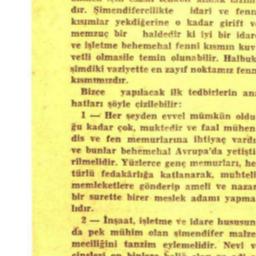 dır. Şimendifercilikte idari ve fenn
kısımlar yekdiğerine o kadar girift v
memzuç bir haldedir ki iyi bir idare
ve işletme behemehal fenni kısmın kuv
vetli olmasile temin olunabilir. Halbuk
şimdiki vaziyette en zayıf noktamız fenn
kısmımızdır.
Bizce yapılacak ilk tedbirlerin an
hatları şöyle çizilebilir:
1 — Her şeyden evvel mümkün oldu
ğu kadar çok, muktedir ve faal mühen
dis ve fen memurlarına ihtiyaç vardı
ve bunlar behemehal Avrupa'da yetişti
rilmelidir. Yüzlerce genç memurları, he
türlü fedakârlığa katlanarak, muhteli
memleketlere gönderip ameli ve nazar
bir surette birer meslek adamı yapma
lıdır.
2 — İnşaat, işletme ve idare hususun
da pek mühim olan şimendifer malze
meciliğini tanzim eylemelidir. Nevi v